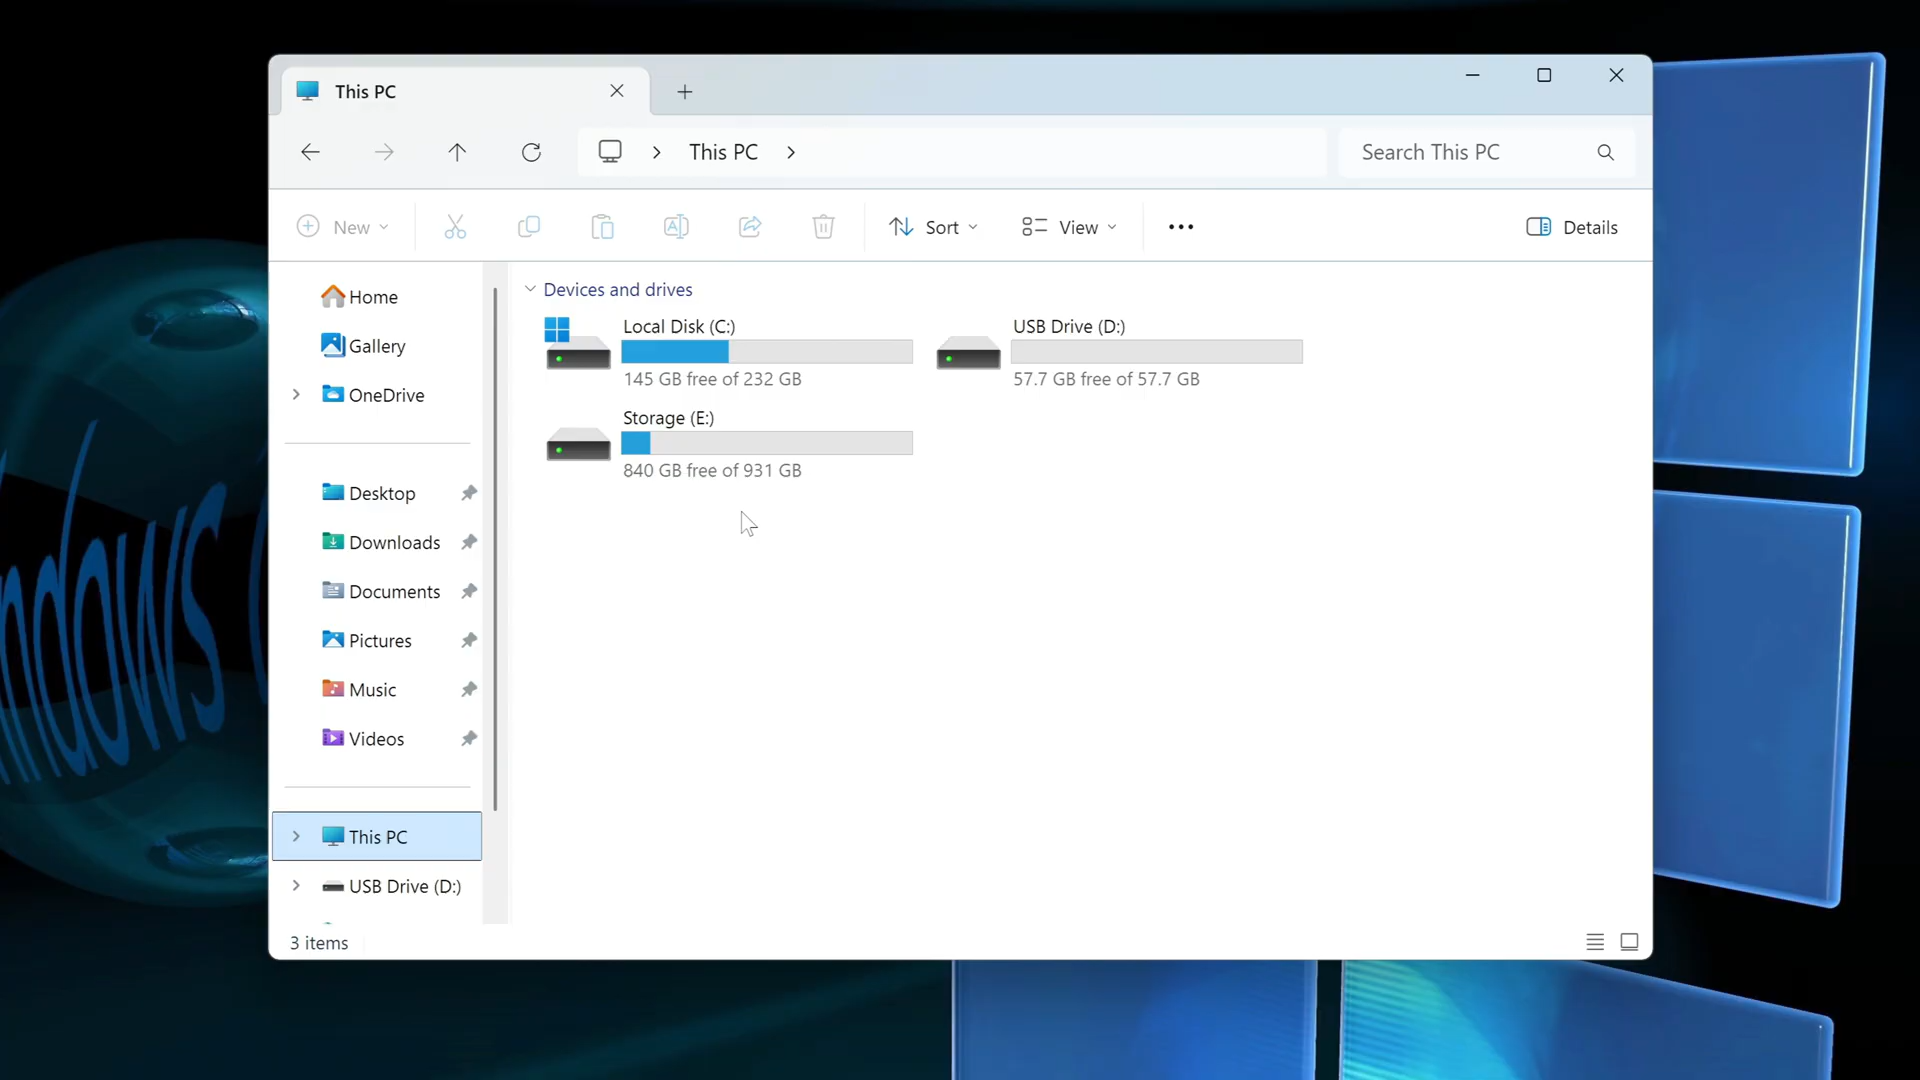 This PC
This PC
Search This PC
New
Sort
View
Details
Home
Gallery
OneDrive
Desktop
Downloads
Documents
Pictures
Music
Videos
This PC
USB Drive (D:)
Devices and drives
Local Disk (C:)
145 GB free of 232 GB
USB Drive (D:)
57.7 GB free of 57.7 GB
Storage (E:)
840 GB free of 931 GB
3 items
ndows